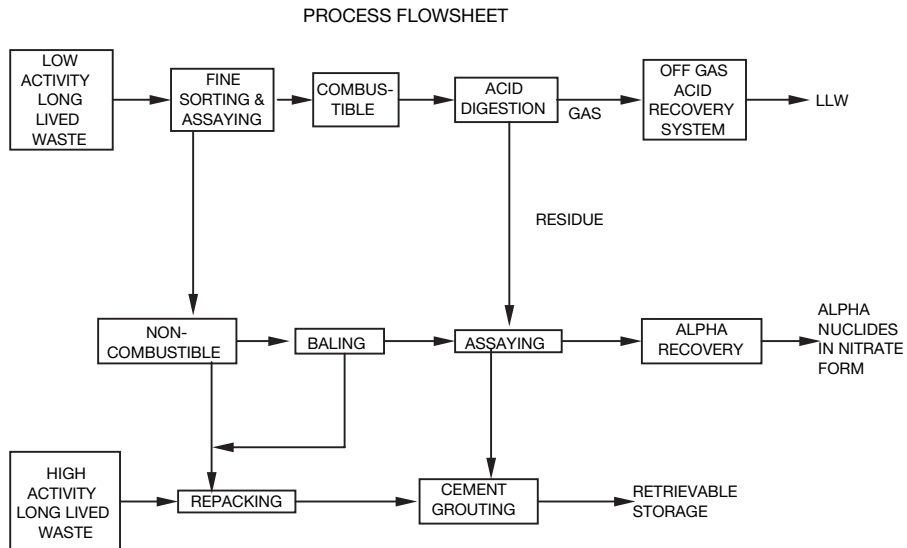 PROCESS FLOWSHEET
LOW
ACTIVITY
LONG
LIVED
WASTE
FINE
SORTING &
ASSAYING
COMBUS-
TIBLE
ACID
DIGESTION
GAS
OFF GAS
ACID
RECOVERY
SYSTEM
LLW
RESIDUE
NON-
COMBUSTIBLE
BALING
ASSAYING
ALPHA
RECOVERY
ALPHA
NUCLIDES
IN NITRATE
FORM
HIGH
ACTIVITY
LONG LIVED
WASTE
REPACKING
CEMENT
GROUTING
RETRIEVABLE
STORAGE